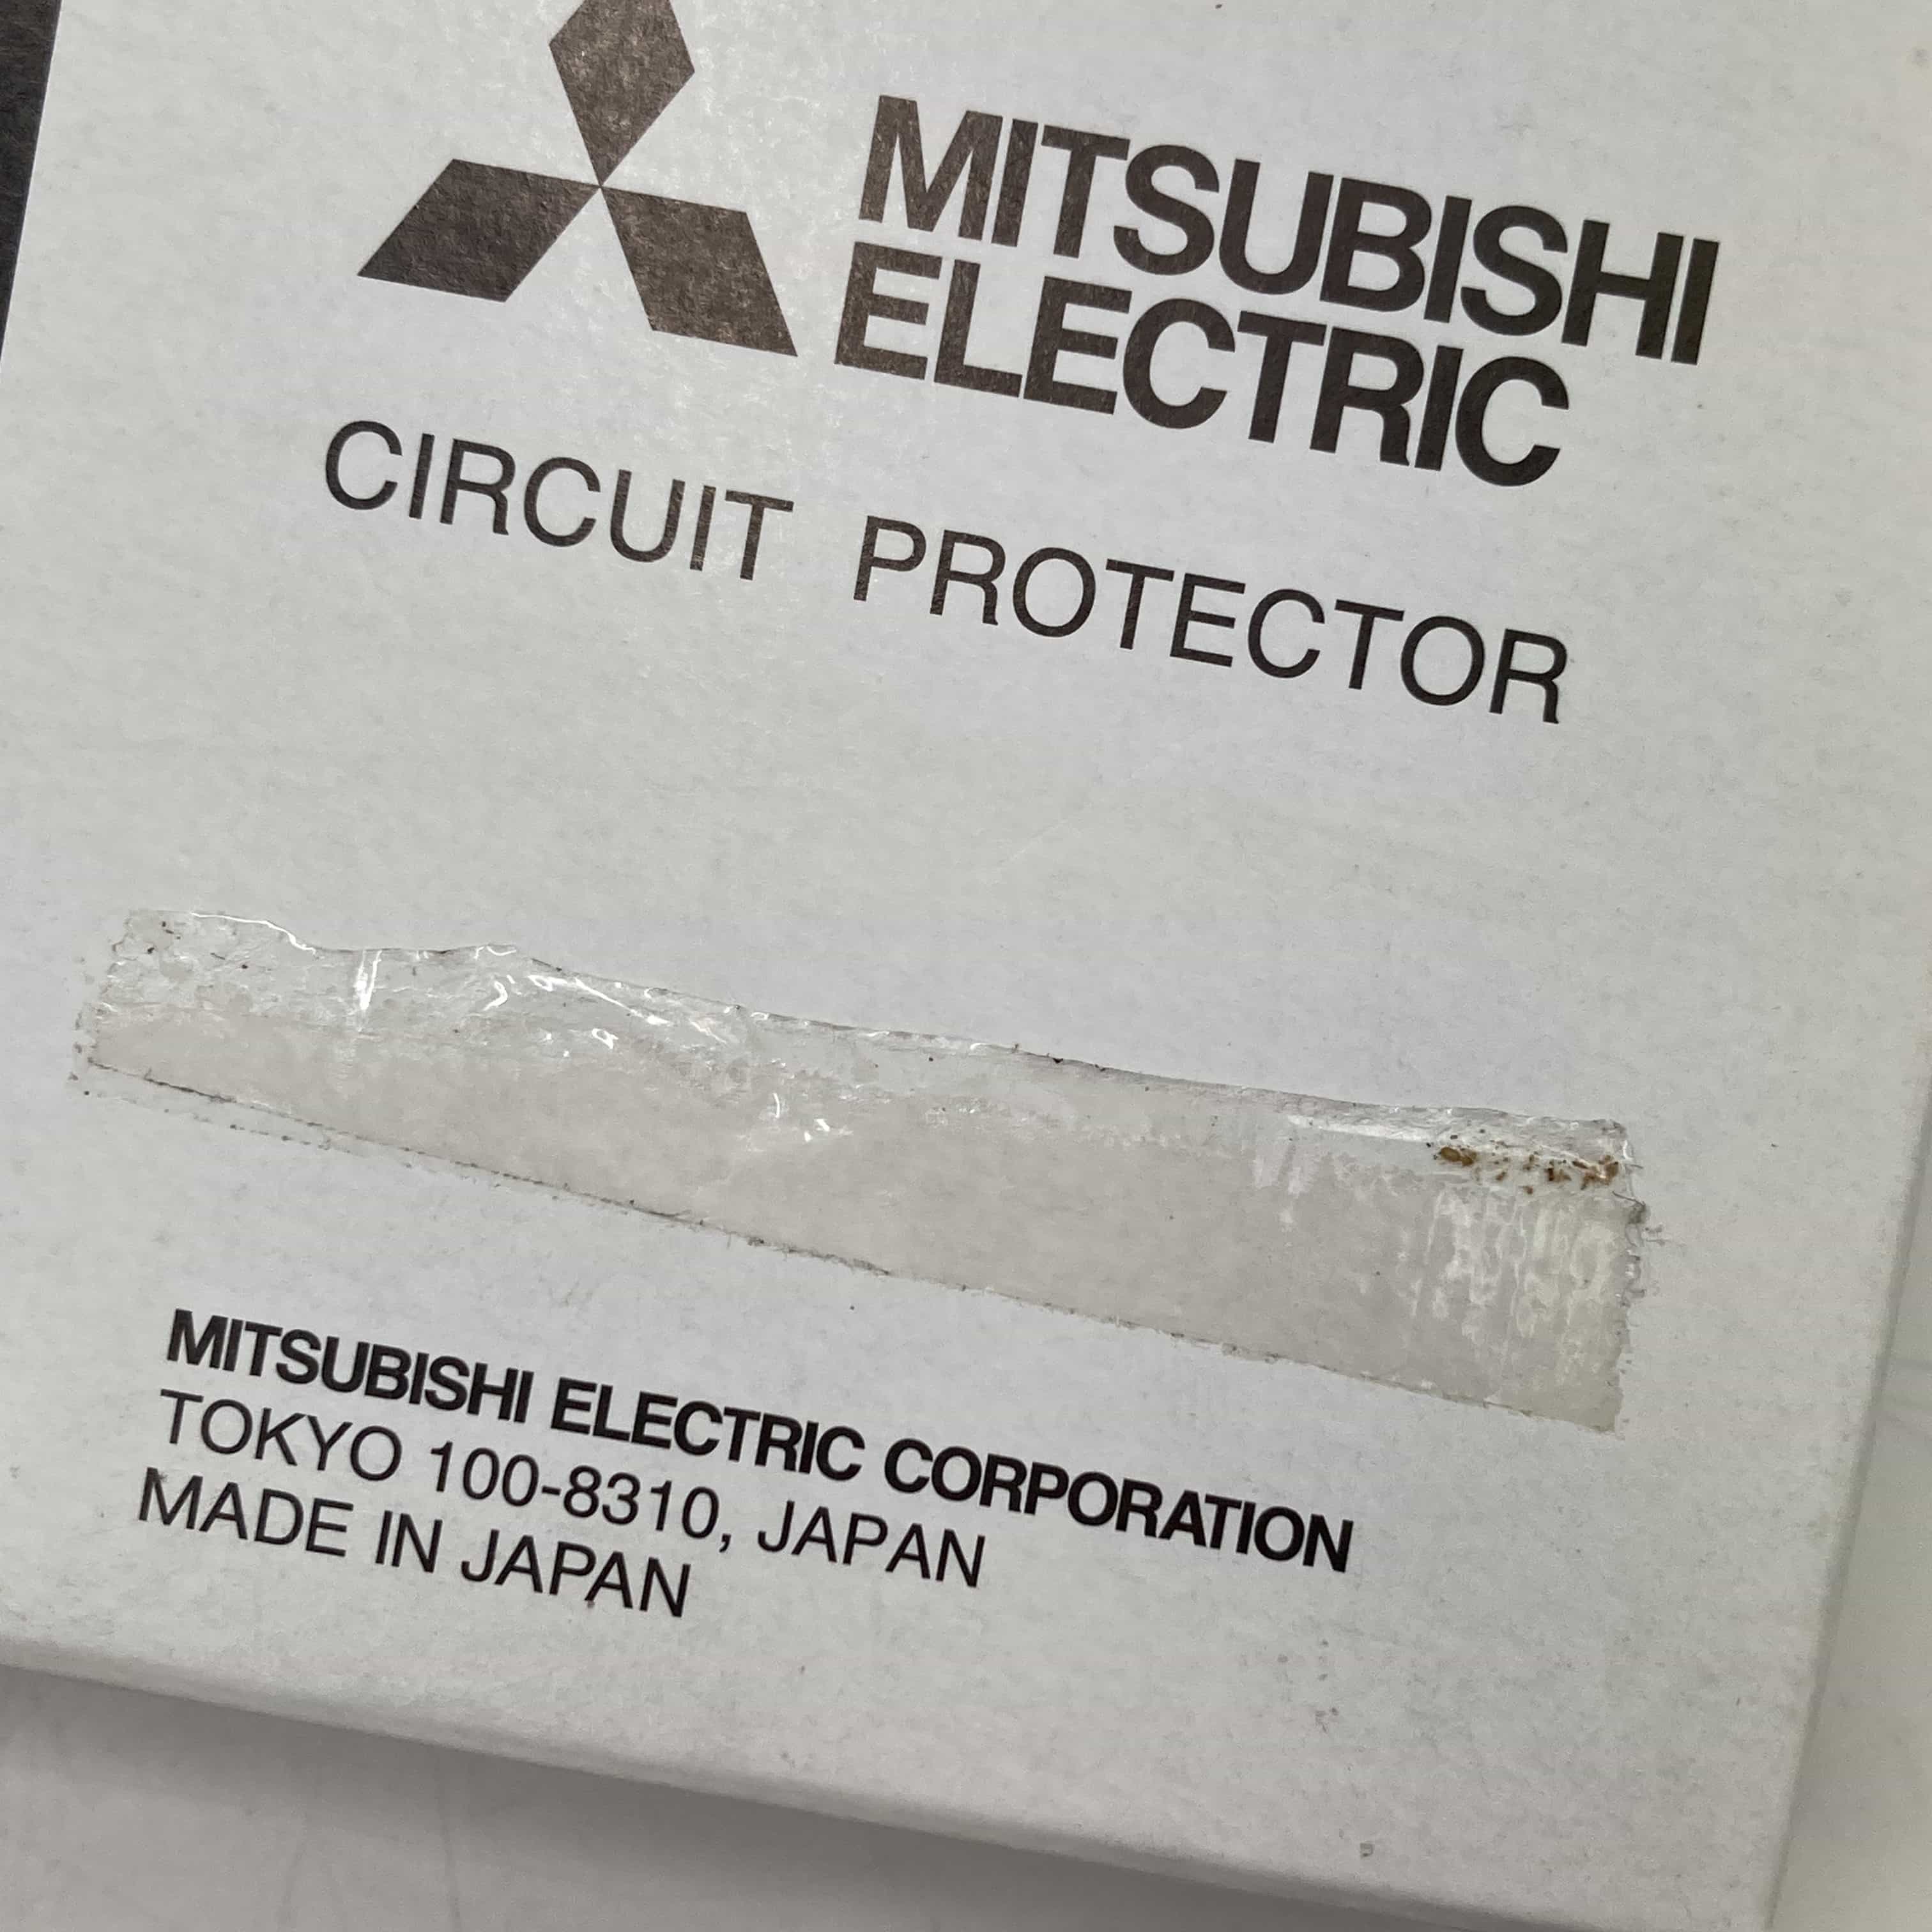 MITSUBISHI
ELECTRIC
CIRCUIT PROTECTOR
MITSUBISHI ELECTRIC CORPORATION
TOKYO 100-8310, JAPAN
MADE IN JAPAN